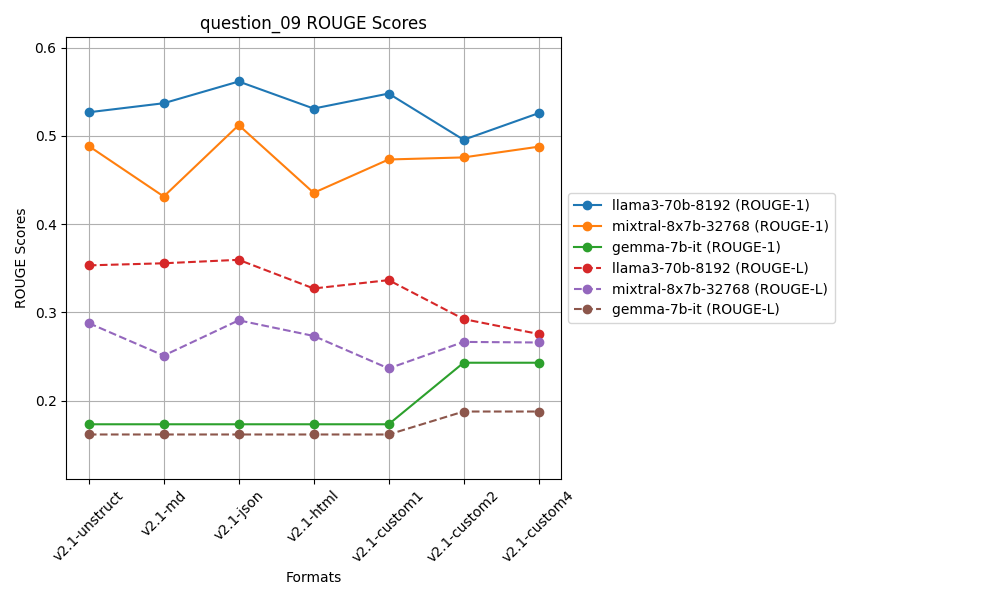 question_09 ROUGE Scores
0.6
0.5
0.4
0.3
0.2
ROUGE Scores
v2.1-unstruct
v2.1-md
v2.1-json
v2.1-html
v2.1-custom1
v2.1-custom2
v2.1-custom4
Formats
llama3-70b-8192 (ROUGE-1)
mixtral-8x7b-32768 (ROUGE-1)
gemma-7b-it (ROUGE-1)
llama3-70b-8192 (ROUGE-L)
mixtral-8x7b-32768 (ROUGE-L)
gemma-7b-it (ROUGE-L)